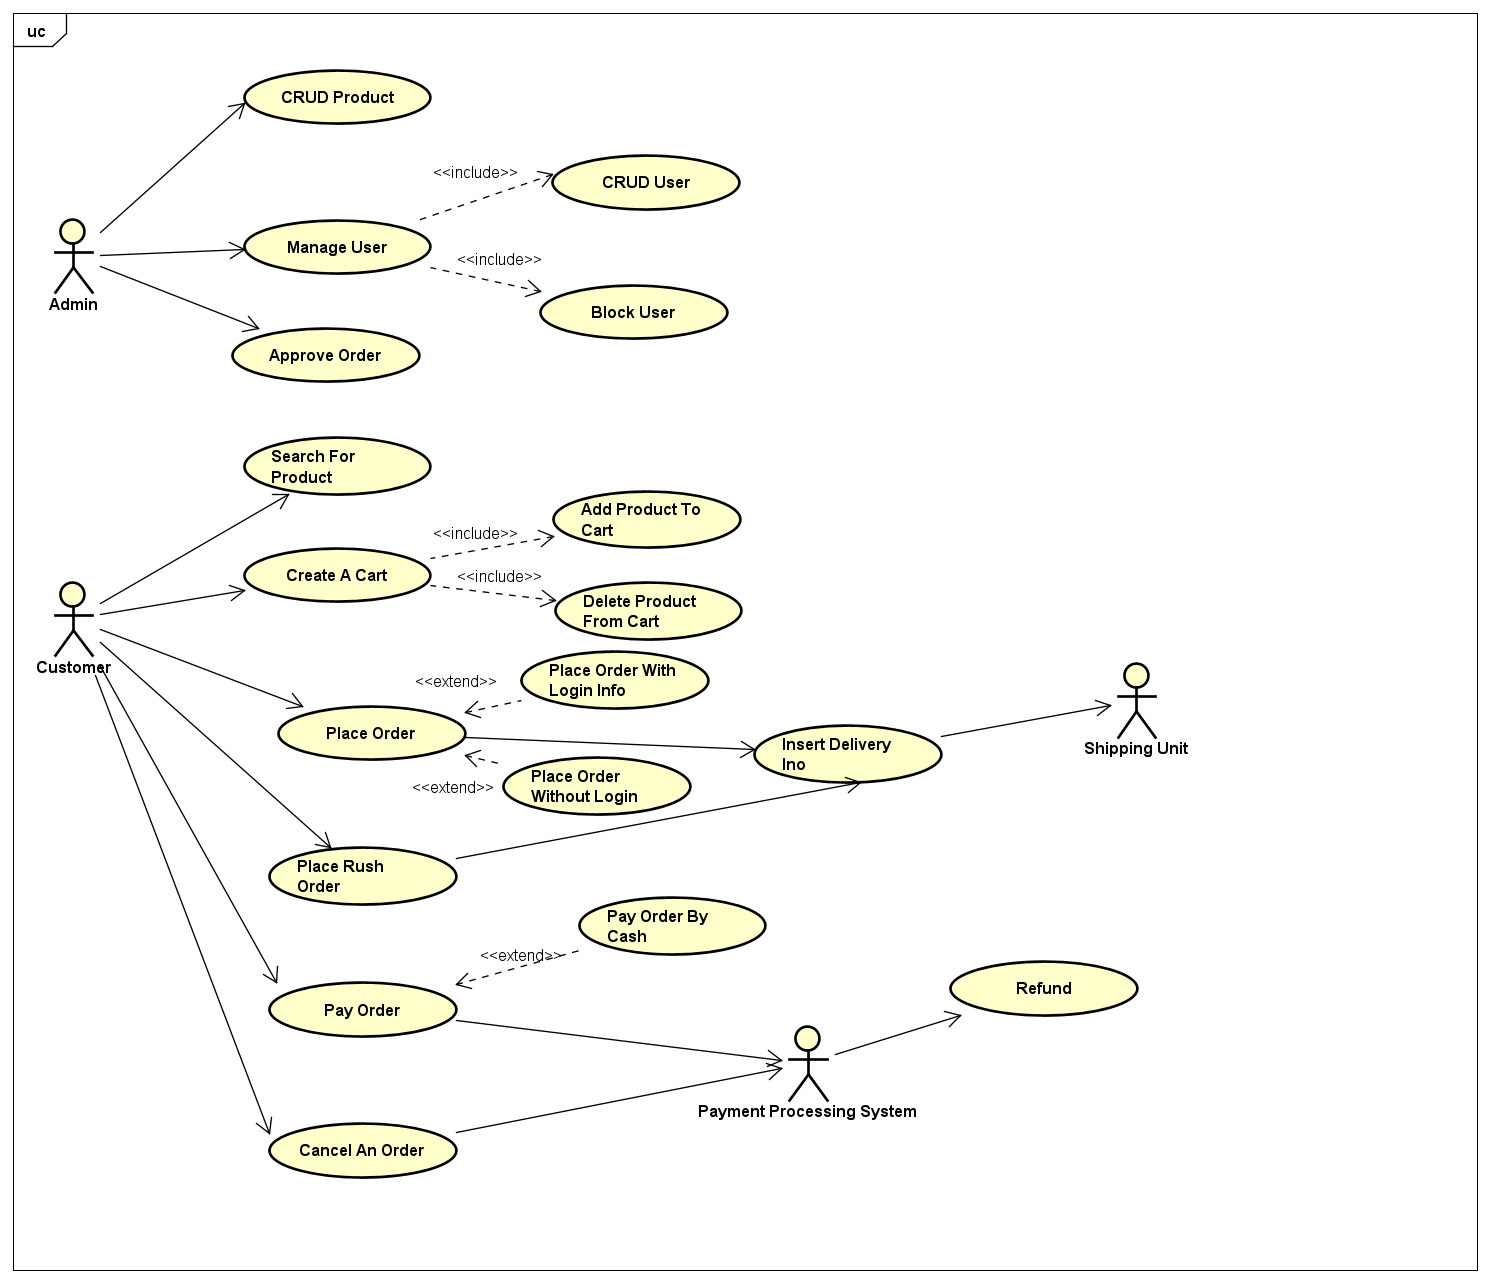 uc
CRUD Product
<<include>>
CRUD User
Manage User
<<include>>
Block User
Admin
Approve Order
Search For
Product
Add Product To
Cart
<<include>>
Create A Cart
<<include>>
Delete Product
From Cart
Customer
Place Order With
Login Info
<<extend>>
Place Order
Insert Delivery
Ino
Shipping Unit
Place Order
Without Login
<<extend>>
Place Rush
Order
Pay Order By
Cash
<<extend>>
Refund
Pay Order
Payment Processing System
Cancel An Order